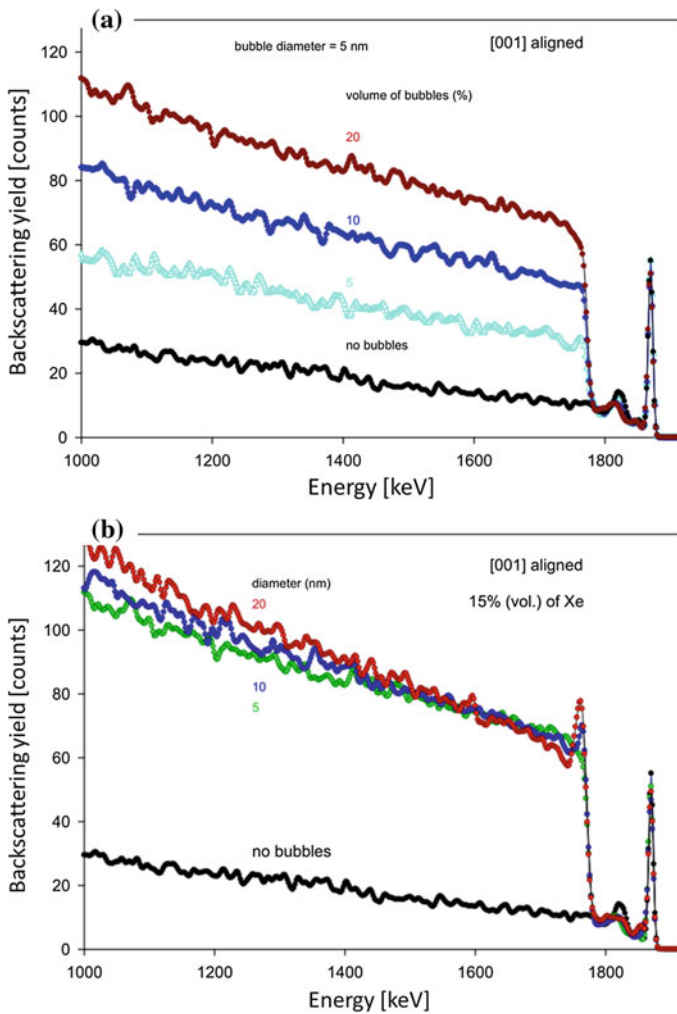 (a)
bubble diameter = 5 nm
[001] aligned
volume of bubbles (%)
20
10
5
no bubbles
120
100
80
60
40
20
0
1000
1200
1400
1600
1800
Energy [keV]
Backscattering yield [counts]
(b)
[001] aligned
diameter (nm)
15% (vol.) of Xe
20
10
5
no bubbles
120
100
80
60
40
20
0
1000
1200
1400
1600
1800
Energy [keV]
Backscattering yield [counts]